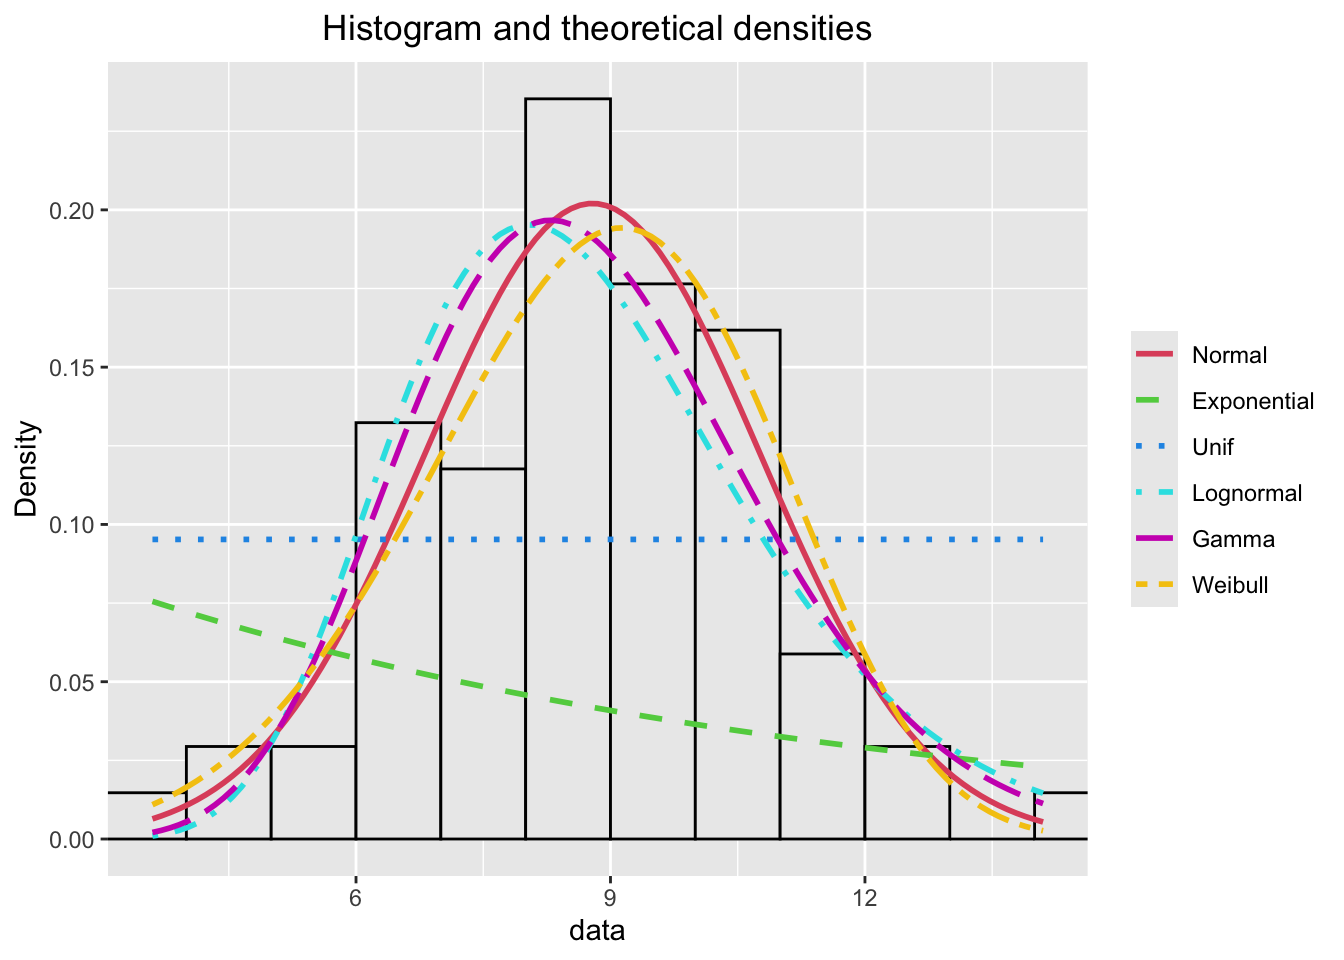 Histogram and theoretical densities
Density
0.20
0.15
0.10
0.05
0.00
6 9 12
data
Normal
Exponential
Unif
Lognormal
Gamma
Weibull